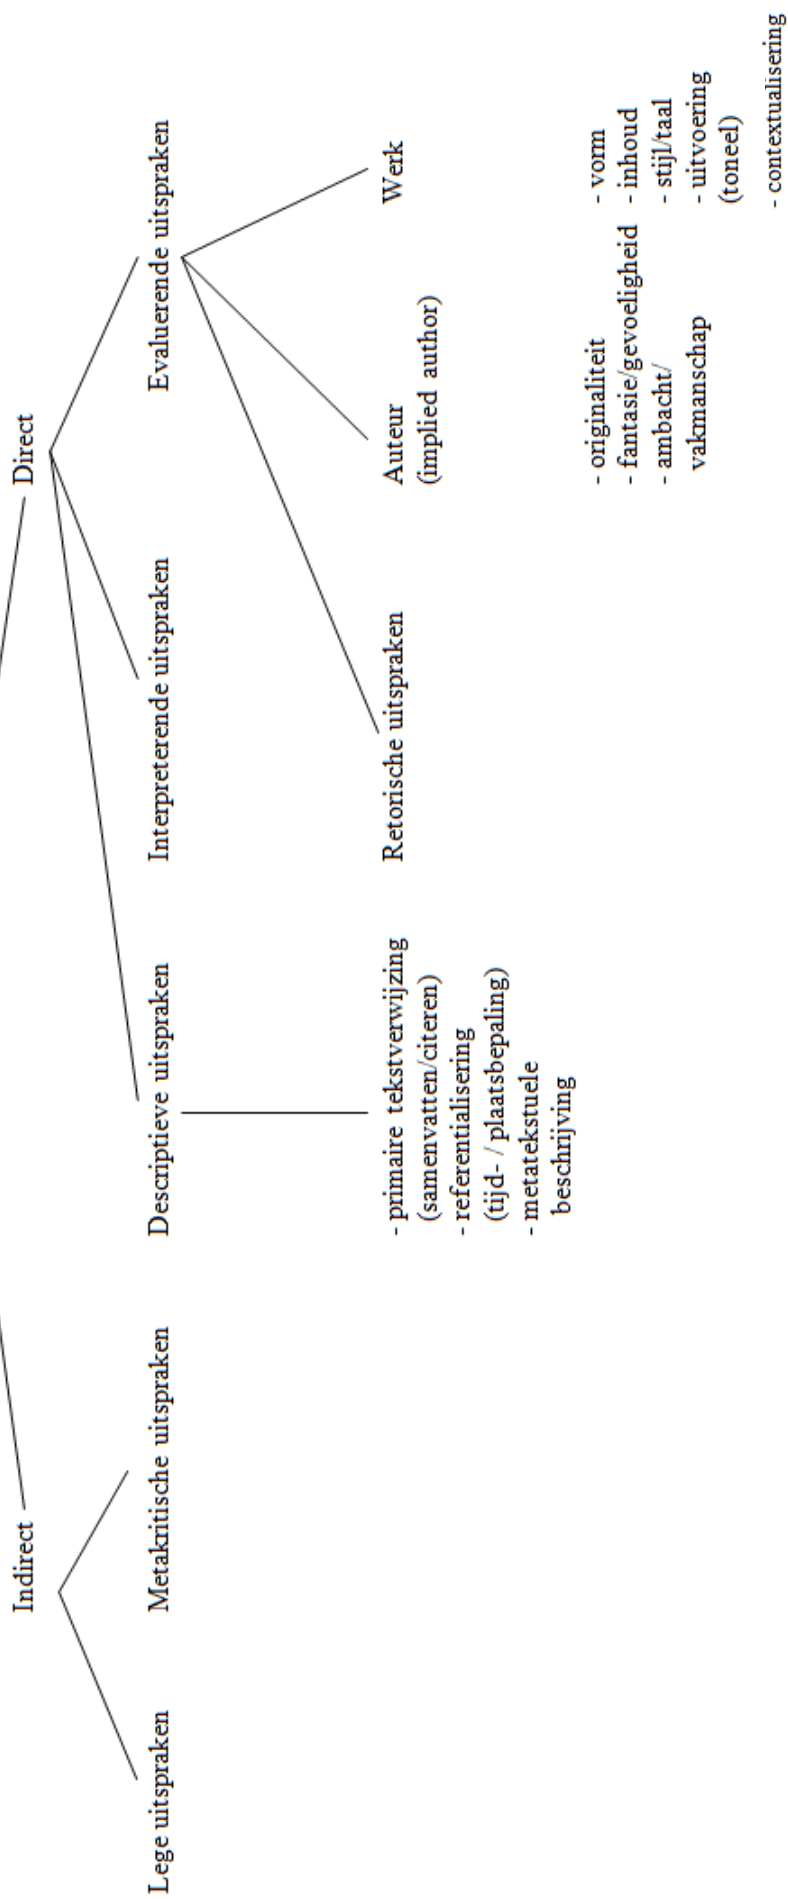 Indirect
Direct
Lege uitspraken
Metakritische uitspraken
Descriptieve uitspraken
Interpreterende uitspraken
Evaluerende uitspraken
- primaire tekstverwijzing
(samenvatten/citeren)
- referentialisering
(tijd- / plaatsbepaling)
- metatekstuele
beschrijving
Retorische uitspraken
Auteur
(implied author)
Werk
- originaliteit
- fantasie/gevoeligheid
- ambacht/
vakmanschap
- vorm
- inhoud
- stijl/taal
- uitvoering
(toneel)
- contextualisering